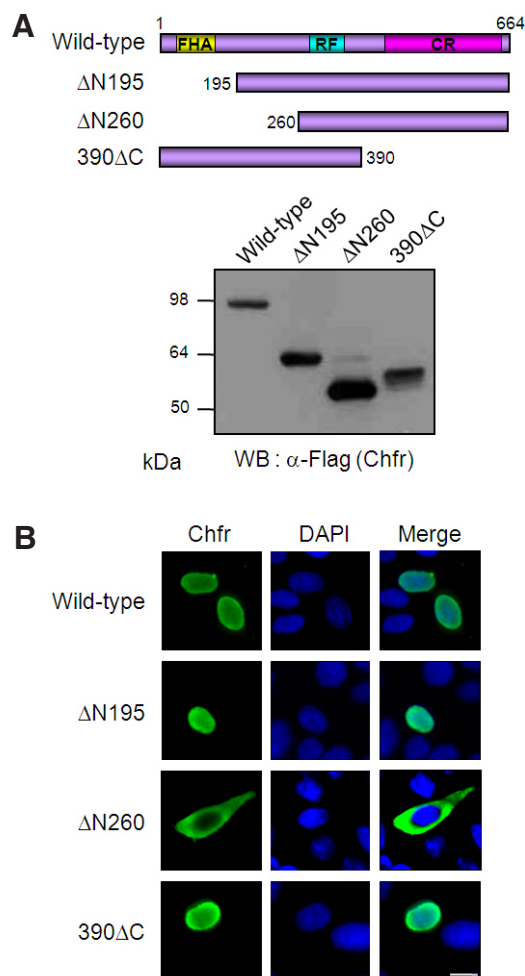 A
1 664
Wild-type FHA RF CR
ΔN195 195
ΔN260 260
390ΔC 390
Wild-type ΔN195 ΔN260 390ΔC
98
64
50
kDa WB : α-Flag (Chfr)
B
Chfr DAPI Merge
Wild-type
ΔN195
ΔN260
390ΔC